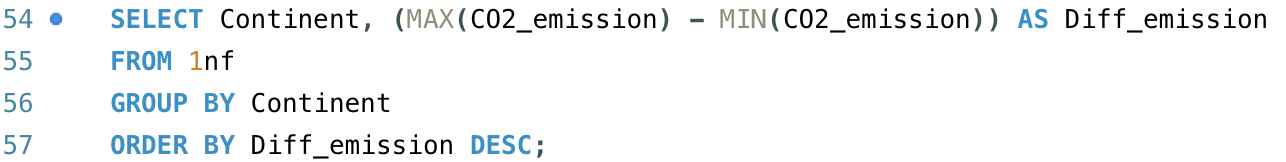 54 SELECT Continent, (MAX(CO2_emission) - MIN(CO2_emission)) AS Diff_emission
55 FROM 1nf
56 GROUP BY Continent
57 ORDER BY Diff_emission DESC;